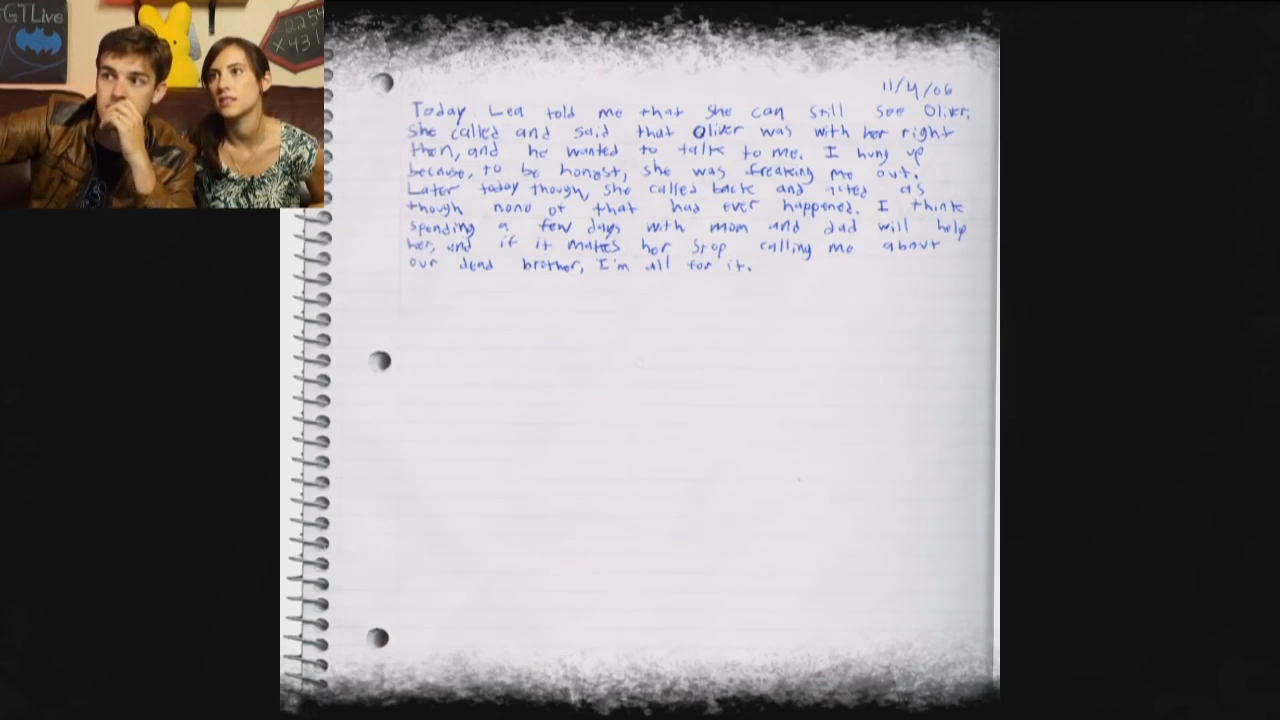 GTLive
2254
x 431
11/4/06
Today Lea told me that she can still see Oliver.
She called and said that Oliver was with her right
then, and he wanted to talk to me. I hung up
because, to be honest, she was freaking me out.
Later today though, she called back and acted as
though none of that had ever happened. I think
spending a few days with mom and dad will help
her, and if it makes her stop calling me about
our dead brother, I'm all for it.